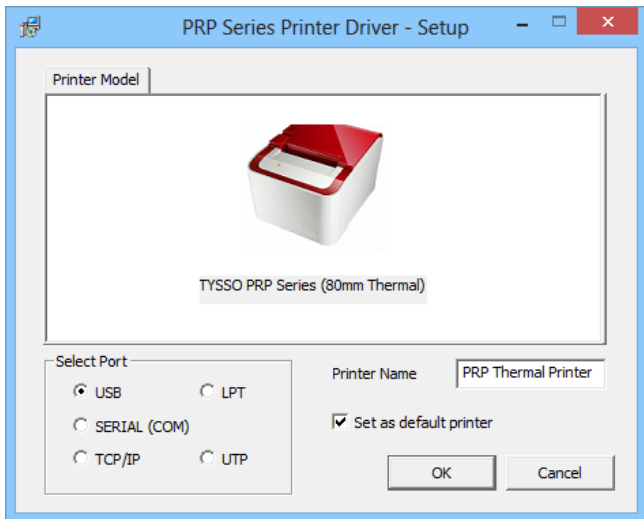 PRP Series Printer Driver - Setup
Printer Model
TYSSO PRP Series (80mm Thermal)
Select Port
USB
LPT
SERIAL (COM)
TCP/IP
UTP
Printer Name
PRP Thermal Printer
Set as default printer
OK
Cancel